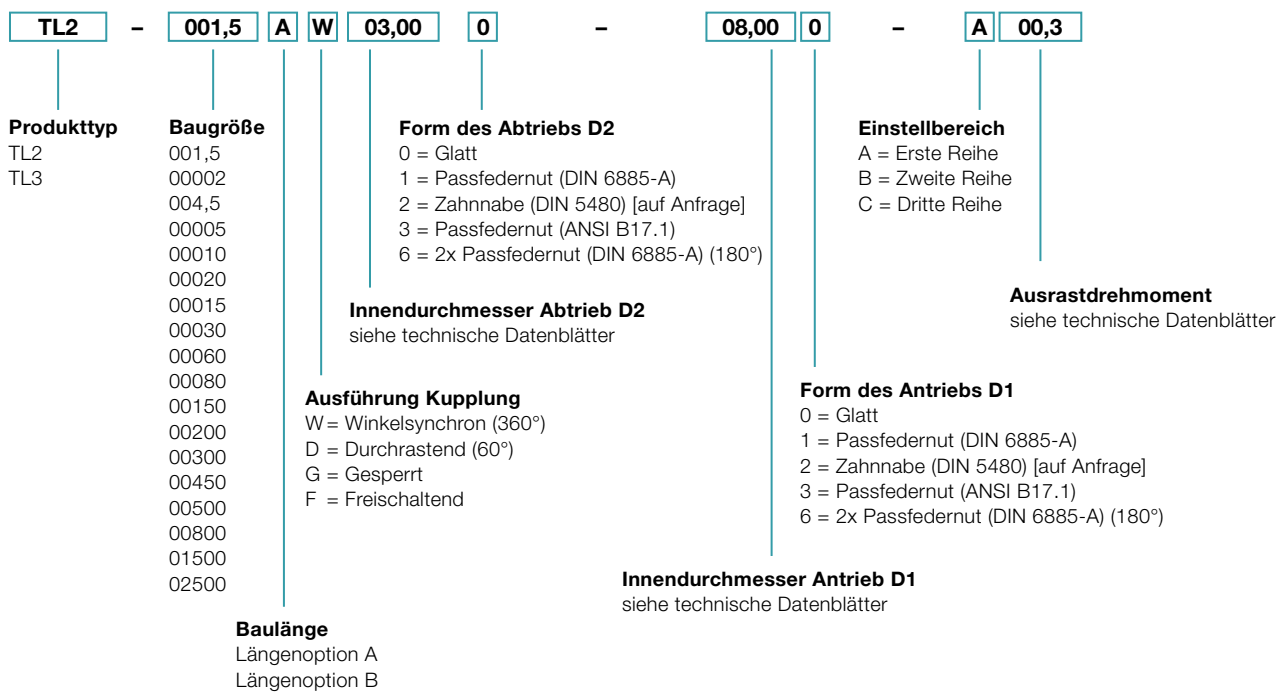 TL2 – 001,5 A W 03,00 0 – 08,00 0 – A 00,3
Produkttyp
TL2
TL3
Baugröße
001,5
00002
004,5
00005
00010
00020
00015
00030
00060
00080
00150
00200
00300
00450
00500
00800
01500
02500
Baulänge
Längenoption A
Längenoption B
Ausführung Kupplung
W = Winkelsynchron (360°)
D = Durchrastend (60°)
G = Gesperrt
F = Freischaltend
Innendurchmesser Abtrieb D2
siehe technische Datenblätter
Form des Abtriebs D2
0 = Glatt
1 = Passfedernut (DIN 6885-A)
2 = Zahnnabe (DIN 5480) [auf Anfrage]
3 = Passfedernut (ANSI B17.1)
6 = 2x Passfedernut (DIN 6885-A) (180°)
Innendurchmesser Antrieb D1
siehe technische Datenblätter
Form des Antriebs D1
0 = Glatt
1 = Passfedernut (DIN 6885-A)
2 = Zahnnabe (DIN 5480) [auf Anfrage]
3 = Passfedernut (ANSI B17.1)
6 = 2x Passfedernut (DIN 6885-A) (180°)
Einstellbereich
A = Erste Reihe
B = Zweite Reihe
C = Dritte Reihe
Ausrastdrehmoment
siehe technische Datenblätter